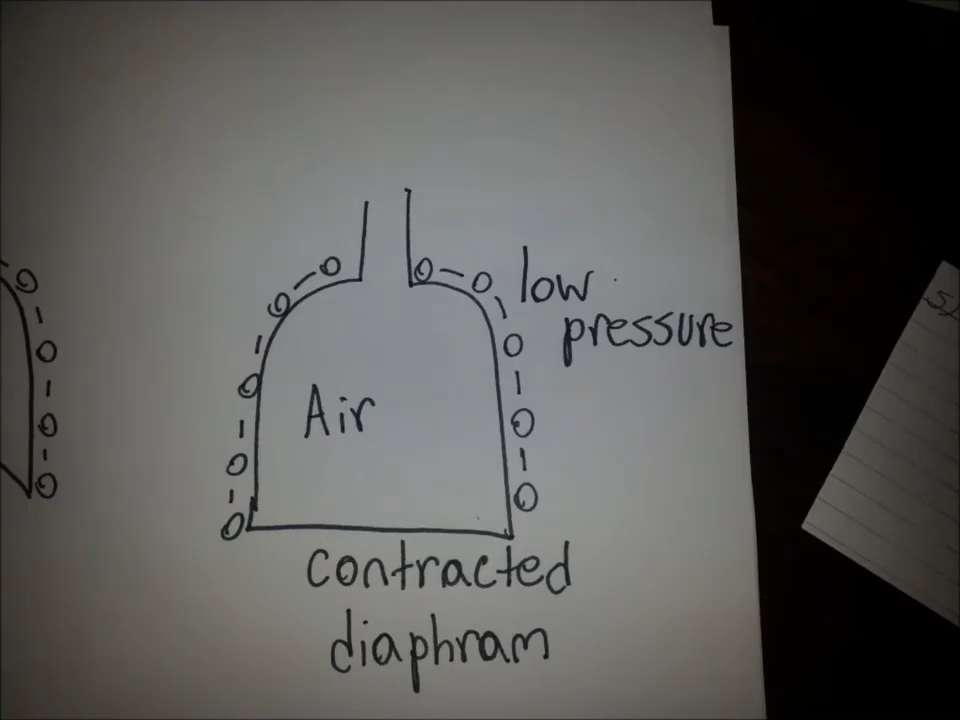 low
pressure
Air
contracted
diaphram